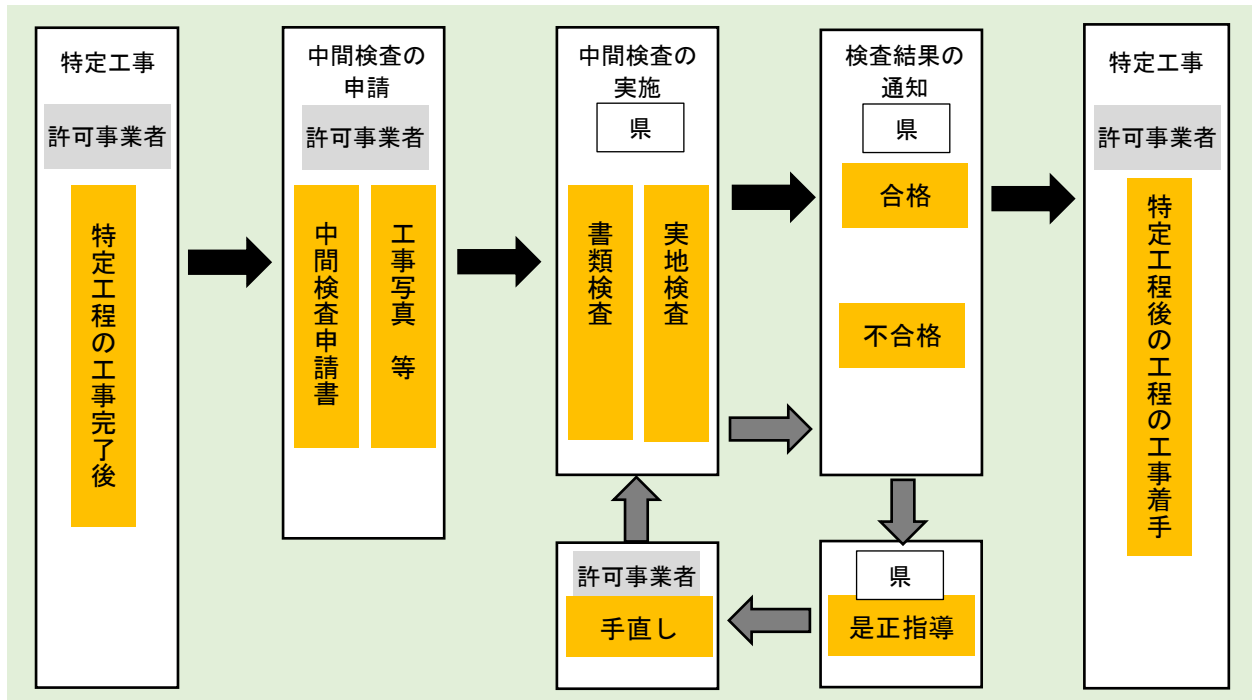 特定工事
許可事業者
特定工程の工事完了後
中間検査の
申請
許可事業者
中間検査申請書
工事写真 等
中間検査の
実施
県
書類検査
実地検査
検査結果の
通知
県
合格
不合格
県
是正指導
許可事業者
手直し
特定工事
許可事業者
特定工程後の工程の工事着手